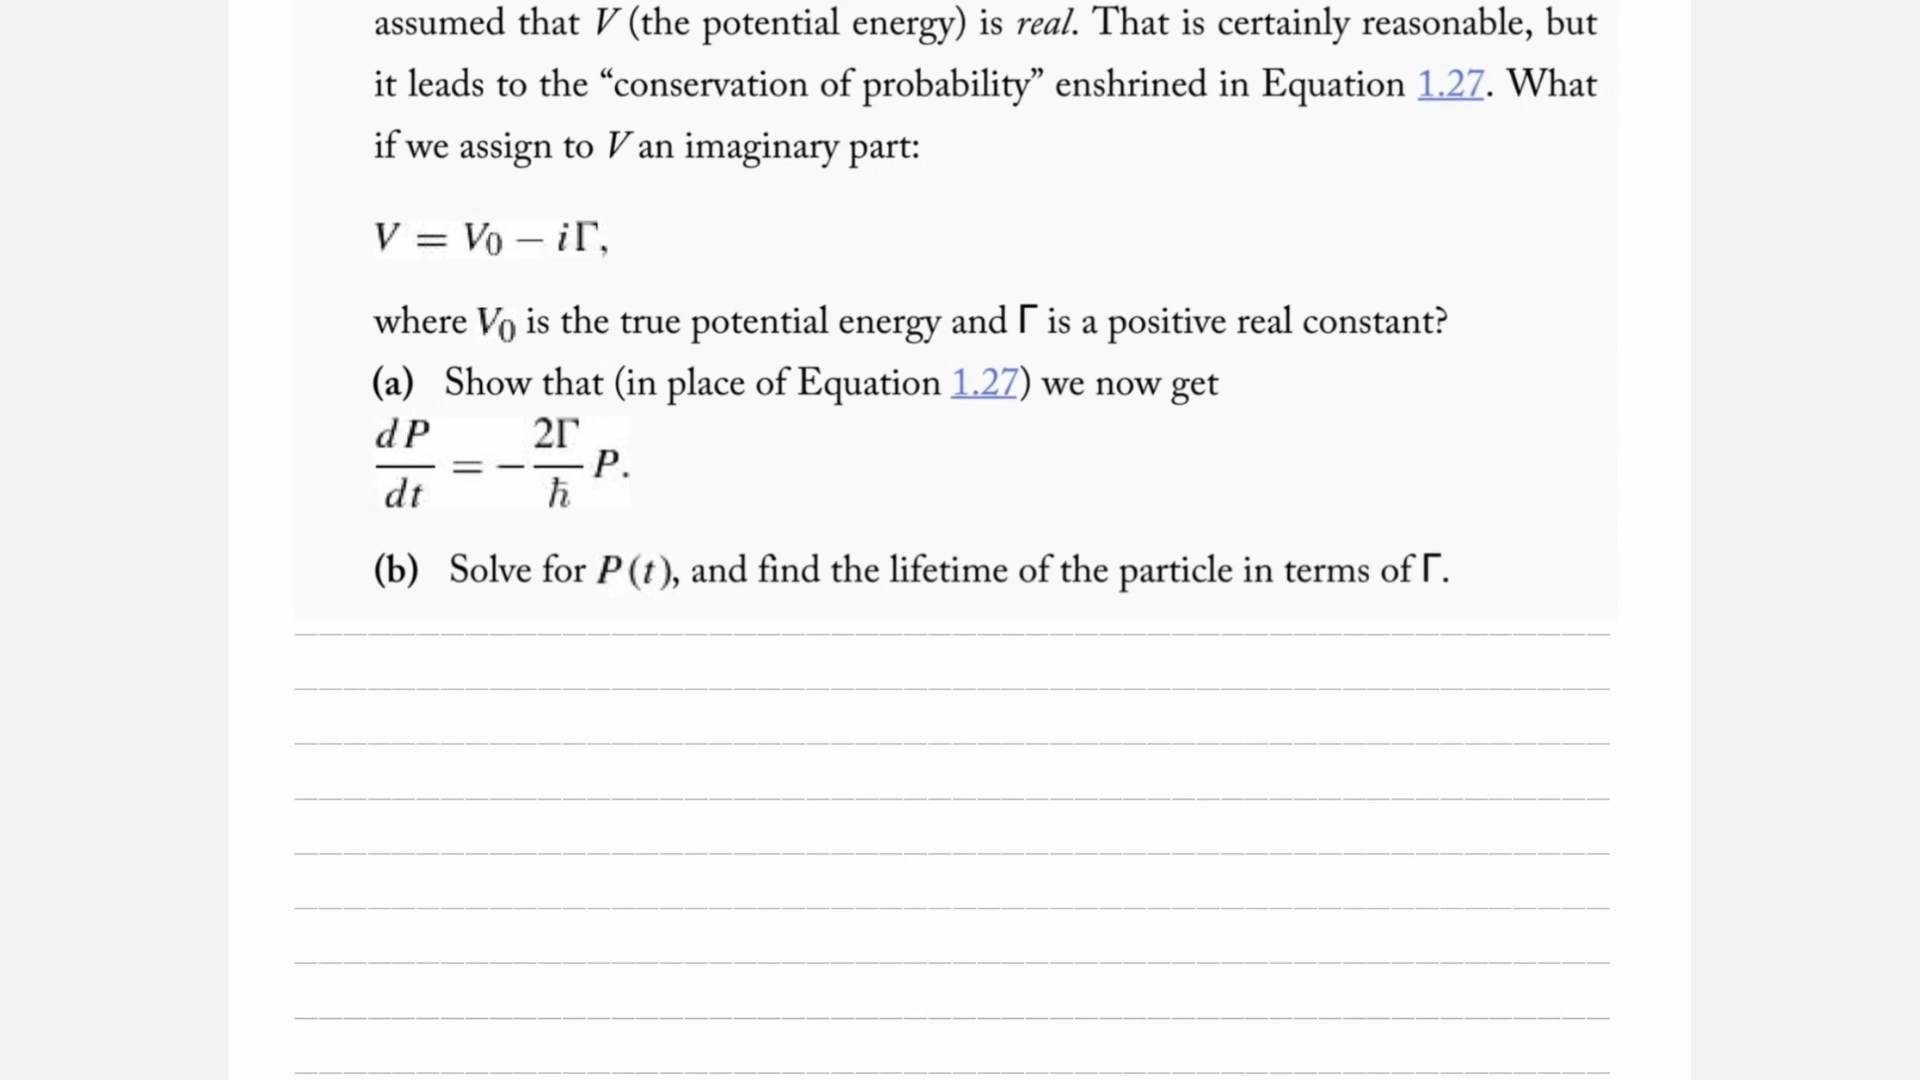 assumed that V (the potential energy) is real. That is certainly reasonable, but
it leads to the “conservation of probability” enshrined in Equation 1.27. What
if we assign to V an imaginary part:
V = V₀ − iΓ,
where V₀ is the true potential energy and Γ is a positive real constant?
(a) Show that (in place of Equation 1.27) we now get
dP/dt = −2Γ/ħ P.
(b) Solve for P(t), and find the lifetime of the particle in terms of Γ.